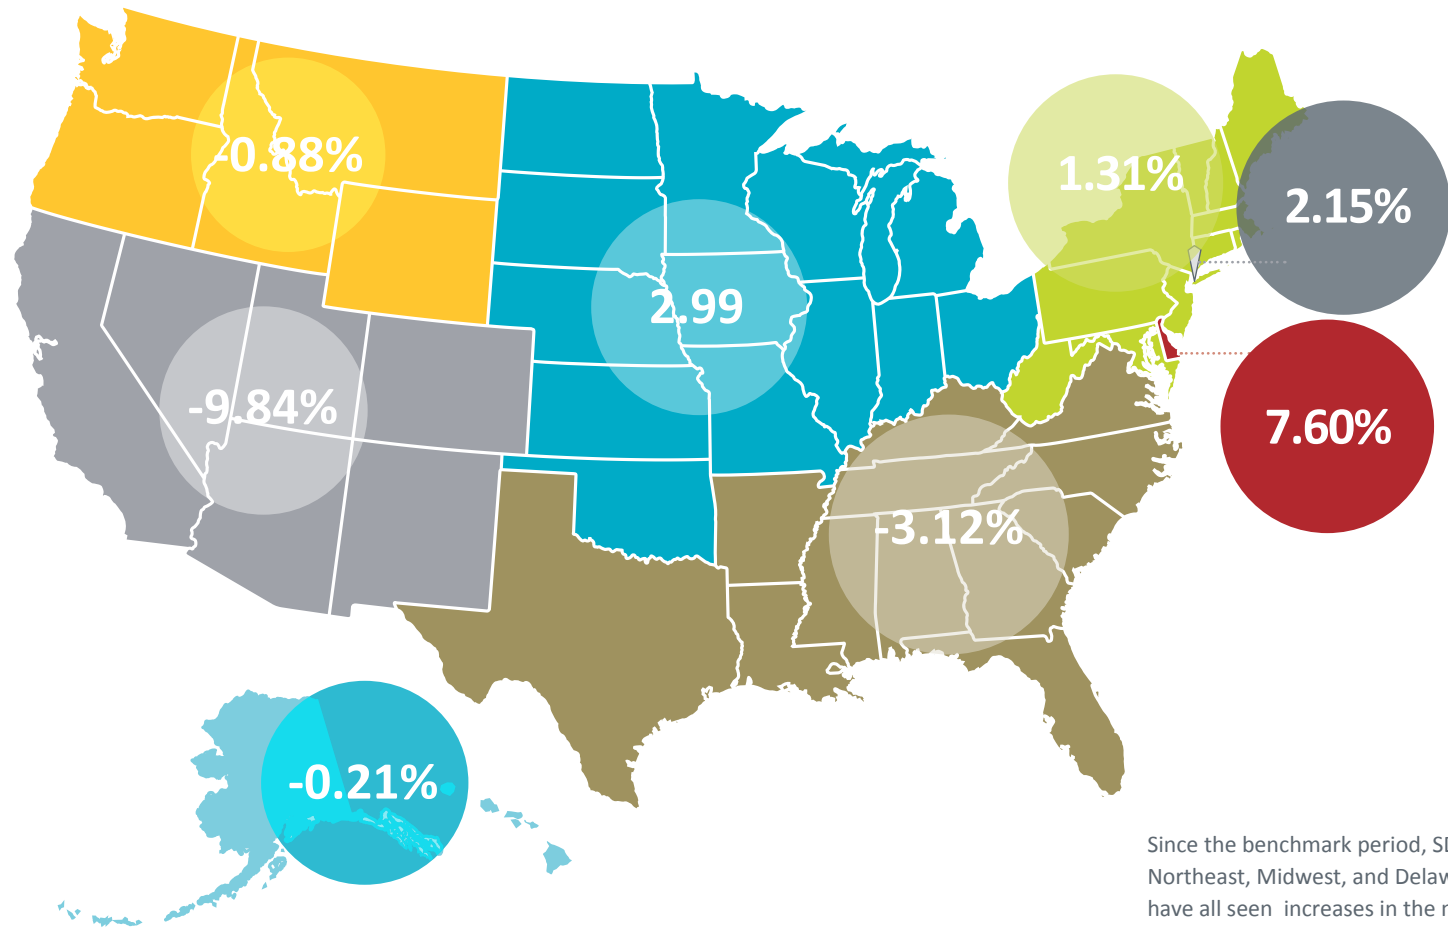 -0.88%
1.31%
2.15%
2.99
-9.84%
7.60%
-3.12%
-0.21%
Since the benchmark period,
Northeast, Midwest, and
have all seen  increases in the